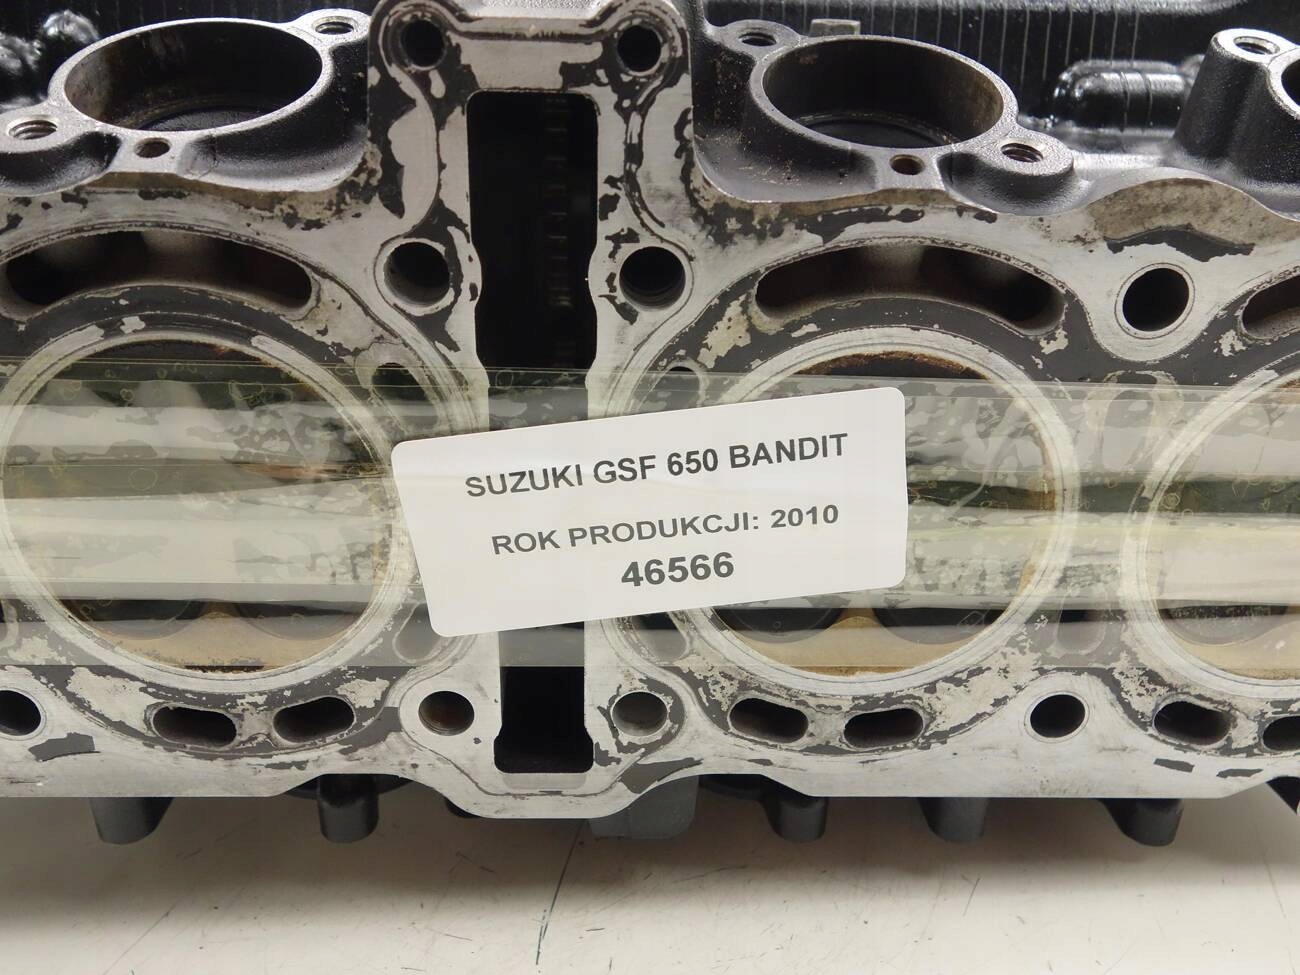 SUZUKI GSF 650 BANDIT
ROK PRODUKCJI: 2010
46566